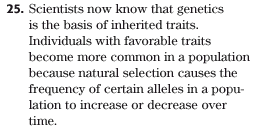 25. Scientists now know that genetics
is the basis of inherited traits.
Individuals with favorable traits
become more common in a population
because natural selection causes the
frequency of certain alleles in a popu-
lation to increase or decrease over
time.